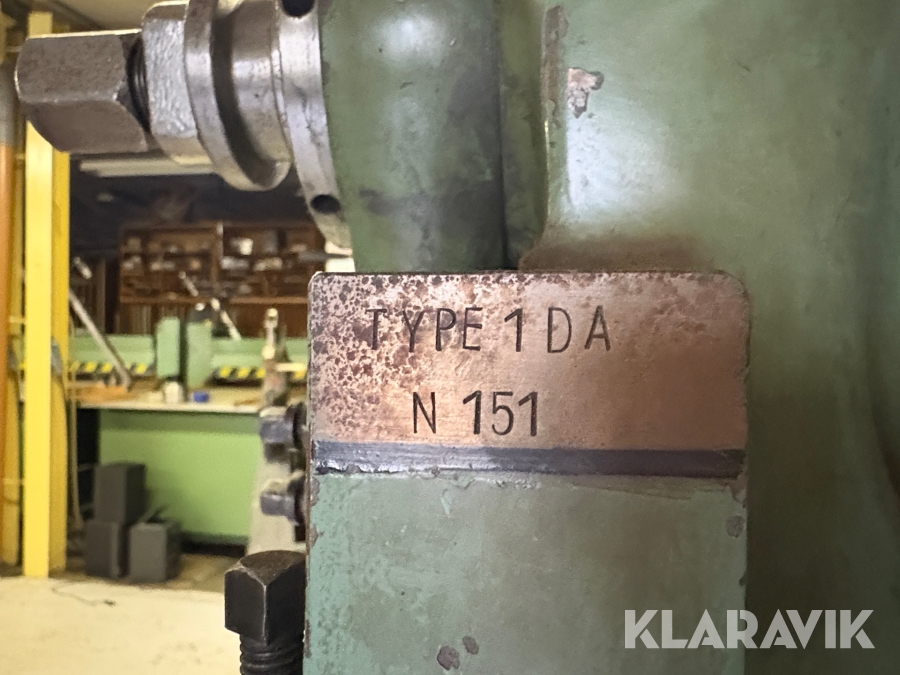 TYPE 1 DA
N 151
KLARAVIK